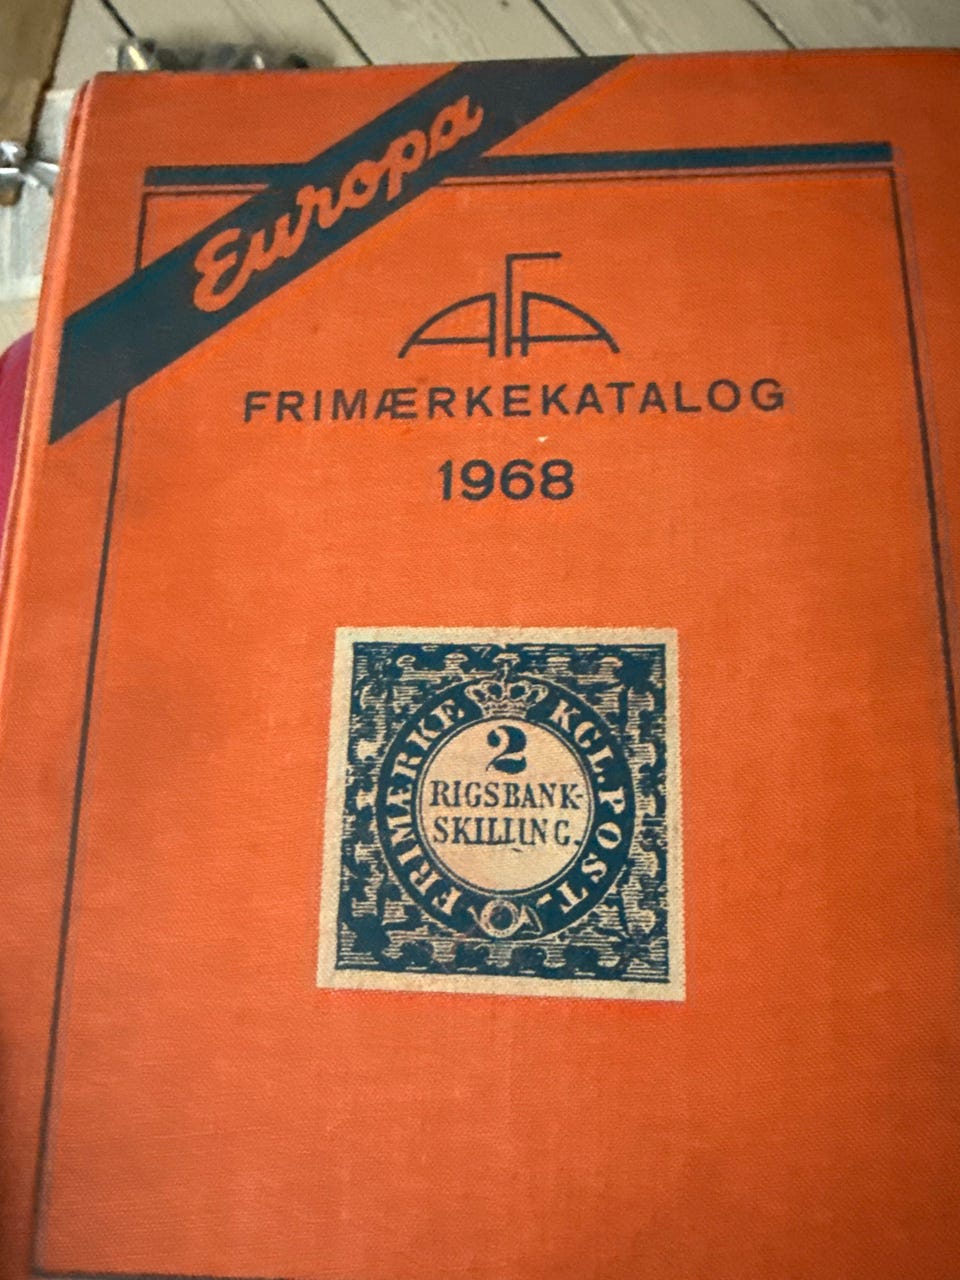 Europa
AFA
FRIMÆRKEKATALOG
1968
KGL. POST-FRIMÆRKE
2
RIGSBANK-
SKILLING.